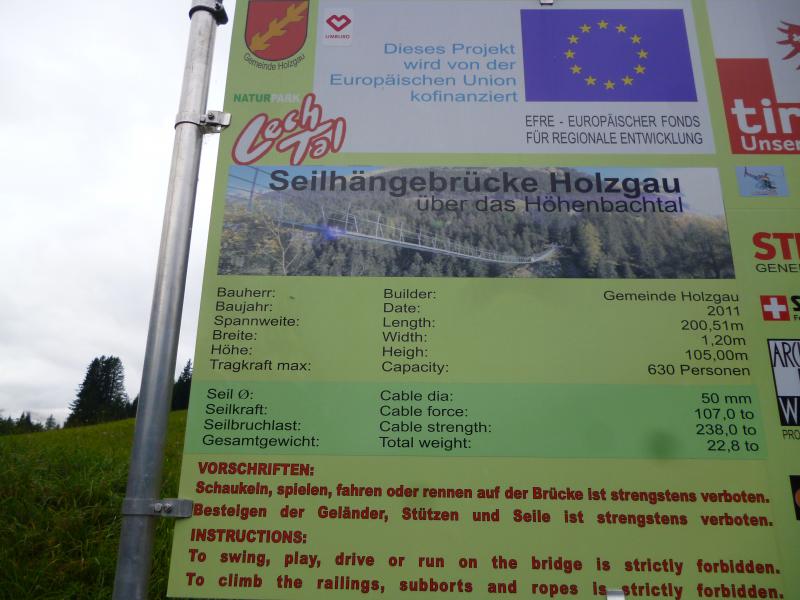 Gemeinde Holzgau
LIMBURG
Dieses Projekt
wird von der
Europäischen Union
kofinanziert
EFRE - EUROPÄISCHER FONDS
FÜR REGIONALE ENTWICKLUNG
NATURPARK
Lech
Tal
Unser
Seilhängebrücke Holzgau
über das Höhenbachtal
GENE
Bauherr: Builder: Gemeinde Holzgau
Baujahr: Date: 2011
Spannweite: Length: 200,51m
Breite: Width: 1,20m
Höhe: Heigh: 105,00m
Tragkraft max: Capacity: 630 Personen
Seil Ø: Cable dia: 50 mm
Seilkraft: Cable force: 107,0 to
Seilbruchlast: Cable strength: 238,0 to
Gesamtgewicht: Total weight: 22,8 to
VORSCHRIFTEN:
Schaukeln, spielen, fahren oder rennen auf der Brücke ist strengstens verboten.
Besteigen der Geländer, Stützen und Seile ist strengstens verboten.
INSTRUCTIONS:
To swing, play, drive or run on the bridge is strictly forbidden.
To climb the railings, subborts and ropes is strictly forbidden.